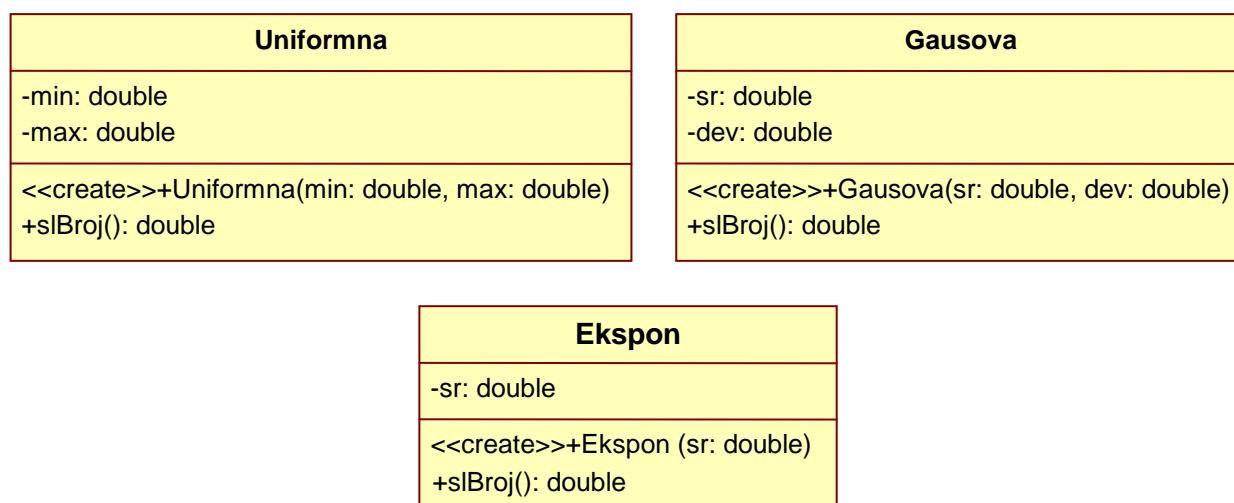 Uniformna
-min: double
-max: double
<<create>>+Uniformna(min: double, max: double)
+slBroj(): double
Gausova
-sr: double
-dev: double
<<create>>+Gausova(sr: double, dev: double)
+slBroj(): double
Ekspon
-sr: double
<<create>>+Ekspon (sr: double)
+slBroj(): double